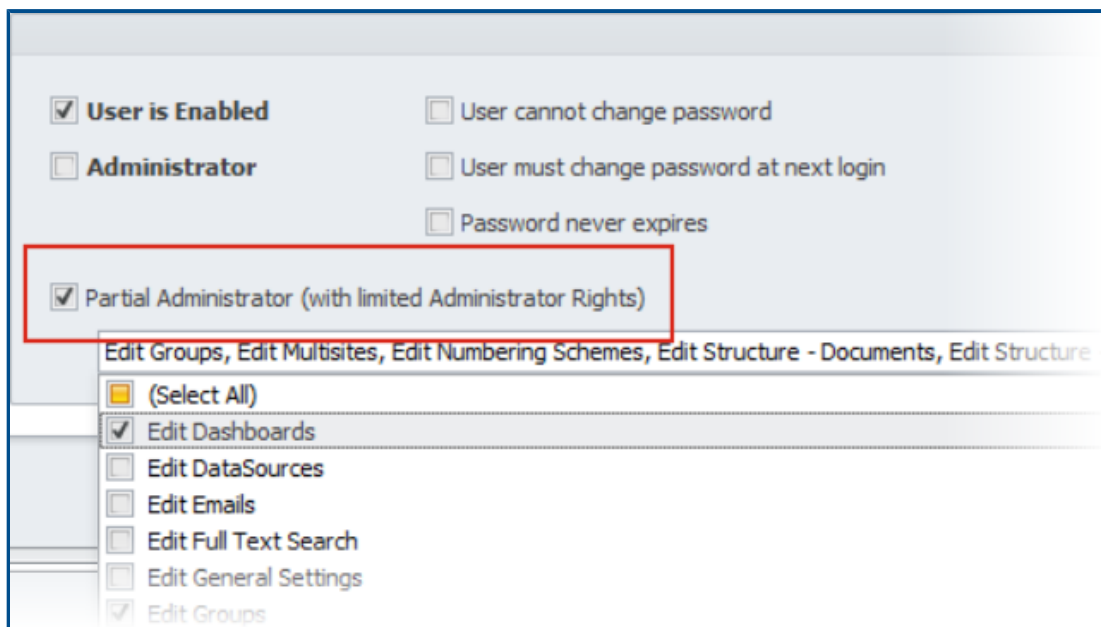 User is Enabled
User cannot change password
Administrator
User must change password at next login
Password never expires
Partial Administrator (with limited Administrator Rights)
Edit Groups, Edit Multisites, Edit Numbering Schemes, Edit Structure - Documents, Edit Structure -
(Select All)
Edit Dashboards
Edit DataSources
Edit Emails
Edit Full Text Search
Edit General Settings
Edit Groups